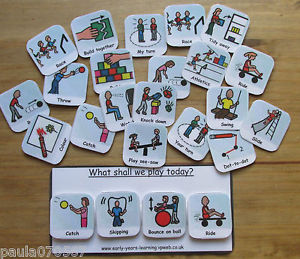 Race
Build together
My turn
Race
Tidy away
Throw
Athletics
Ride
Knock down
Swing
Slide
Colour
Catch
Play see-saw
Your turn
Dot-to-dot
What shall we play today?
Catch
Skipping
Bounce on ball
Ride
www.early-years-learning.vpweb.co.uk